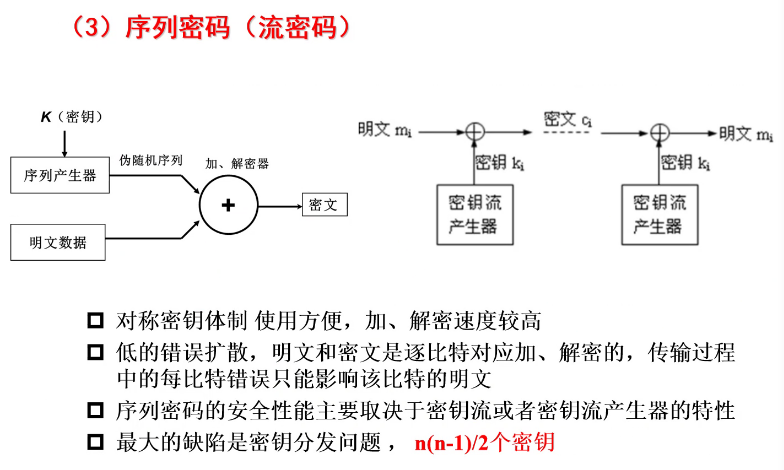 （3）序列密码（流密码）
K（密钥）
序列产生器
伪随机序列
加、解密器
+
密文
明文数据
明文 mi
密文 ci
明文 mi
密钥 ki
密钥 ki
密钥流
产生器
密钥流
产生器
对称密钥体制 使用方便，加、解密速度较高
低的错误扩散，明文和密文是逐比特对应加、解密的，传输过程
中的每比特错误只能影响该比特的明文
序列密码的安全性能主要取决于密钥流或者密钥流产生器的特性
最大的缺陷是密钥分发问题 ， n(n-1)/2个密钥